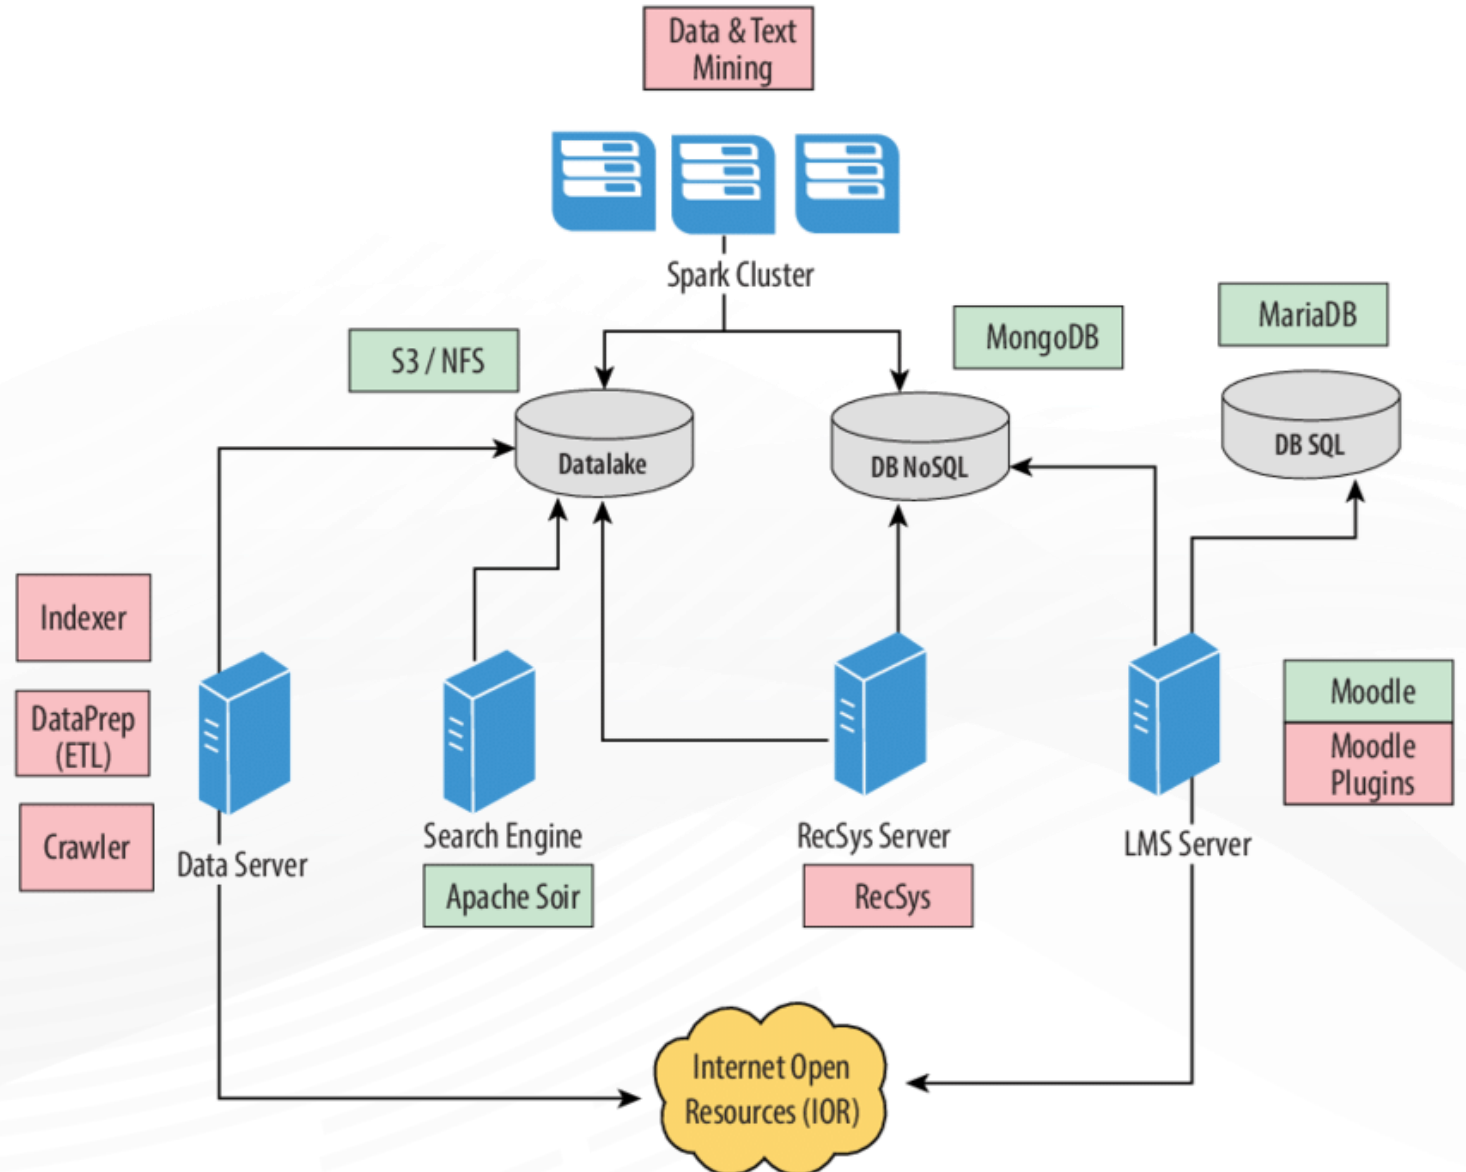 Data & Text
Mining
Spark Cluster
S3 / NFS
MongoDB
MariaDB
Datalake
DB NoSQL
DB SQL
Indexer
DataPrep
(ETL)
Crawler
Data Server
Search Engine
Apache Soir
RecSys Server
RecSys
LMS Server
Moodle
Moodle
Plugins
Internet Open
Resources (IOR)